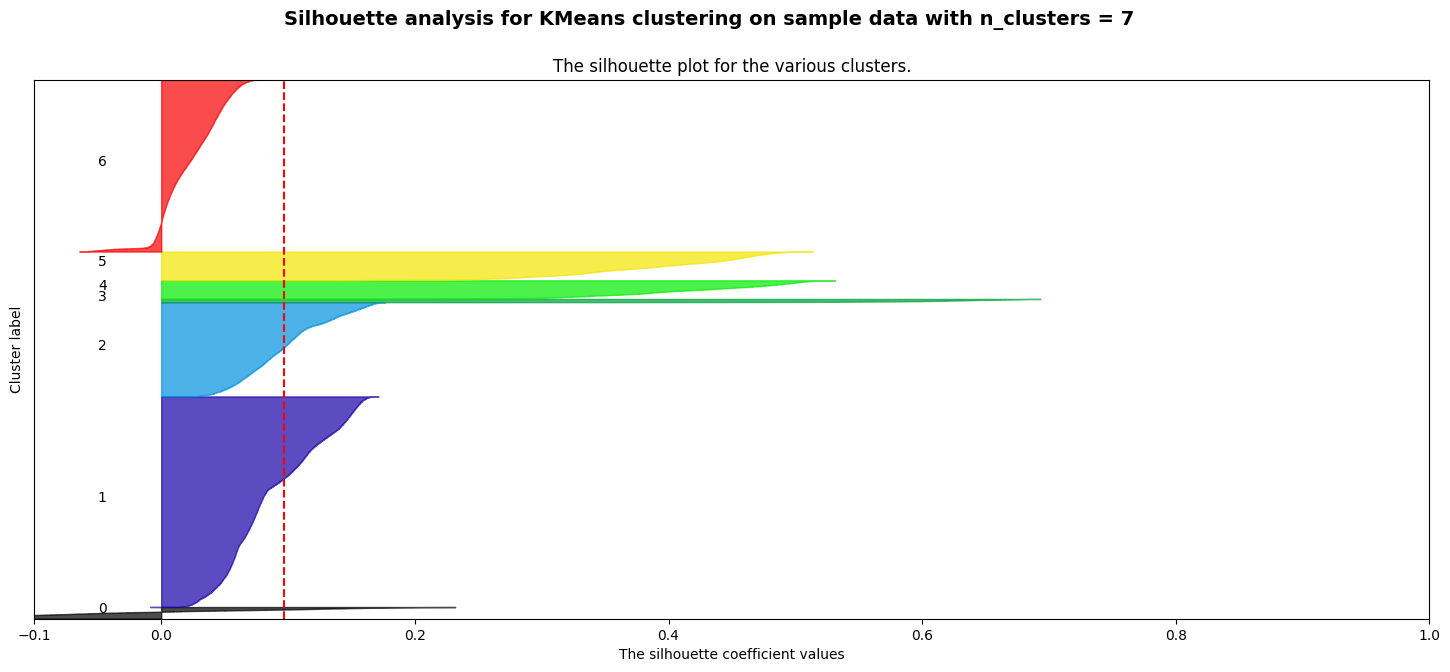 Silhouette analysis for KMeans clustering on sample data with n_clusters = 7
The silhouette plot for the various clusters.
6
5
4
3
2
1
0
Cluster label
−0.1 0.0 0.2 0.4 0.6 0.8 1.0
The silhouette coefficient values